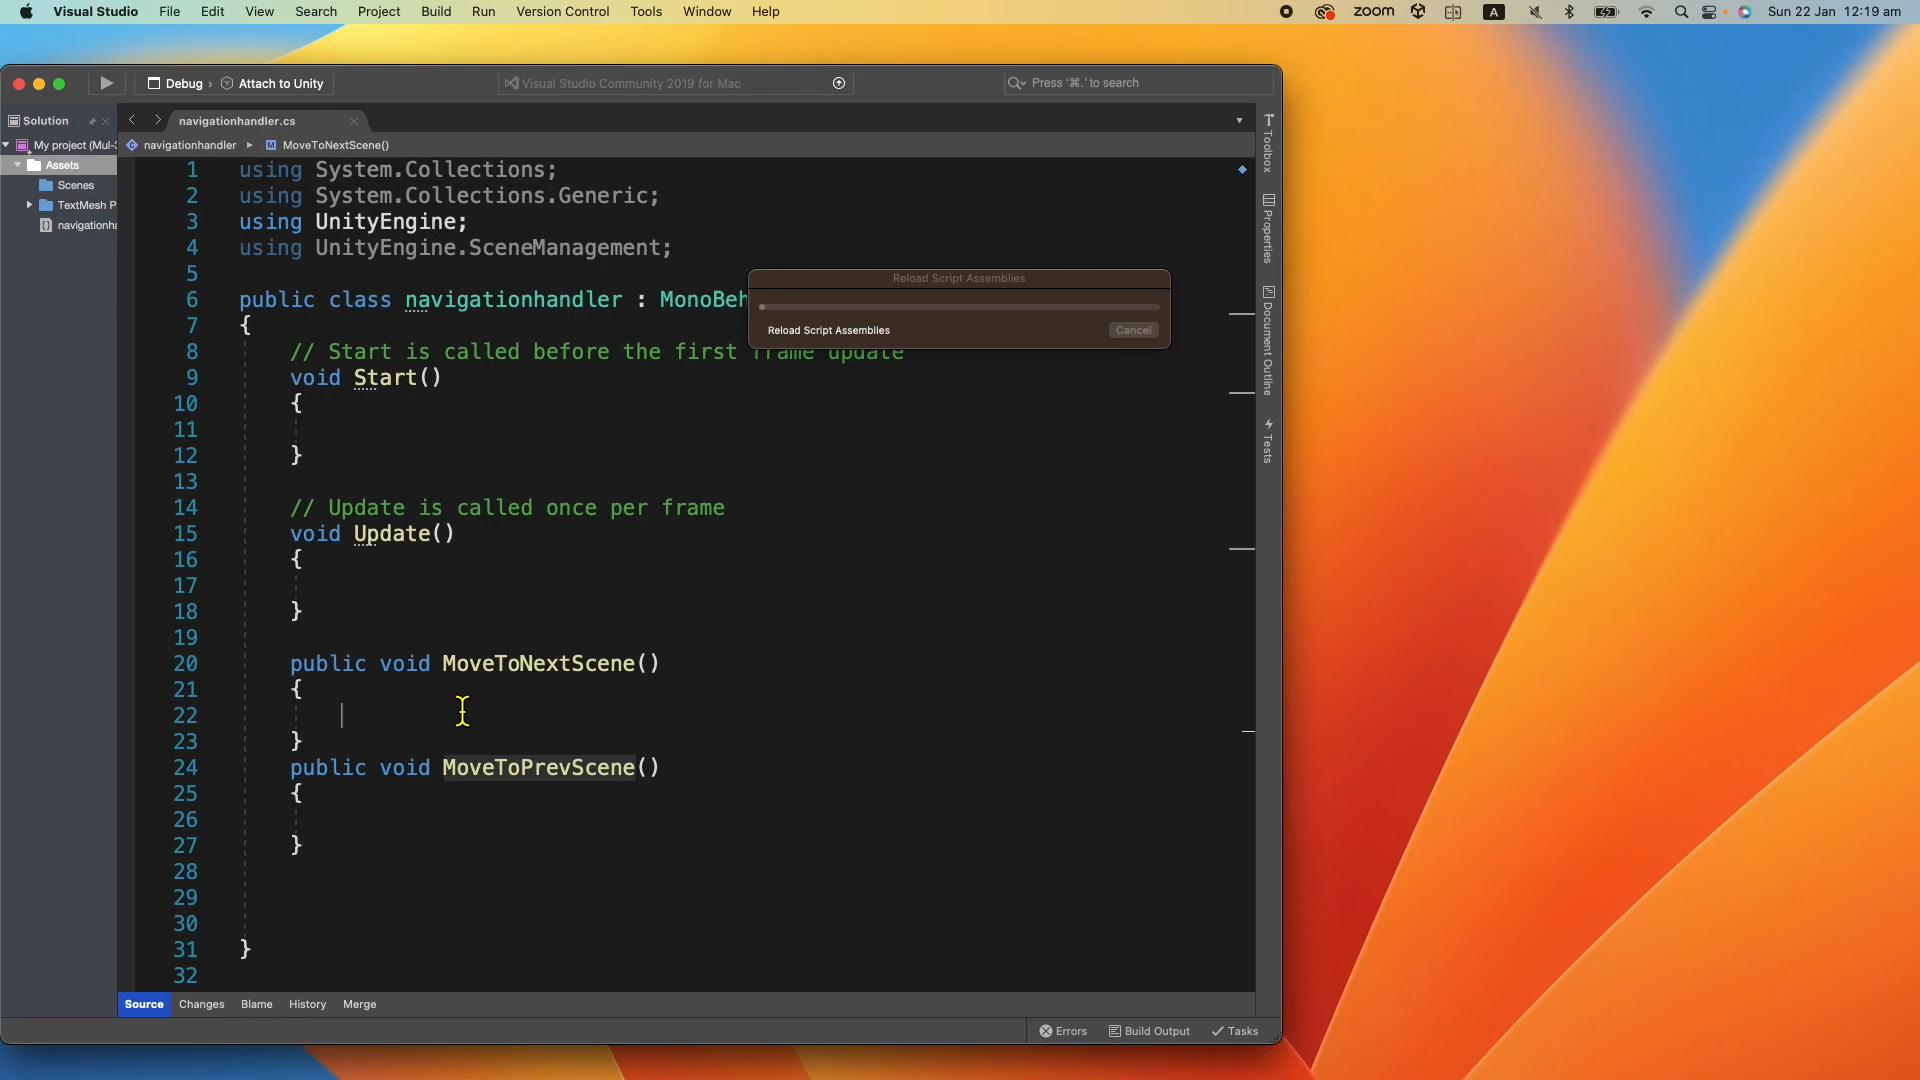 Visual Studio File Edit View Search Project Build Run Version Control Tools Window Help
zoom A Sun 22 Jan 12:19 am
Debug › Attach to Unity
Visual Studio Community 2019 for Mac
Press '⌘.' to search
Solution
My project (Mul-
Assets
Scenes
TextMesh P
navigationha
navigationhandler.cs
navigationhandler MoveToNextScene()
1 using System.Collections;
2 using System.Collections.Generic;
3 using UnityEngine;
4 using UnityEngine.SceneManagement;
5
6 public class navigationhandler : MonoBeh
7 {
8 // Start is called before the first frame update
9 void Start()
10 {
11
12 }
13
14 // Update is called once per frame
15 void Update()
16 {
17
18 }
19
20 public void MoveToNextScene()
21 {
22
23 }
24 public void MoveToPrevScene()
25 {
26
27 }
28
29
30
31 }
32
Reload Script Assemblies
Reload Script Assemblies
Cancel
Toolbox
Properties
Document Outline
Tests
Source Changes Blame History Merge
Errors Build Output Tasks